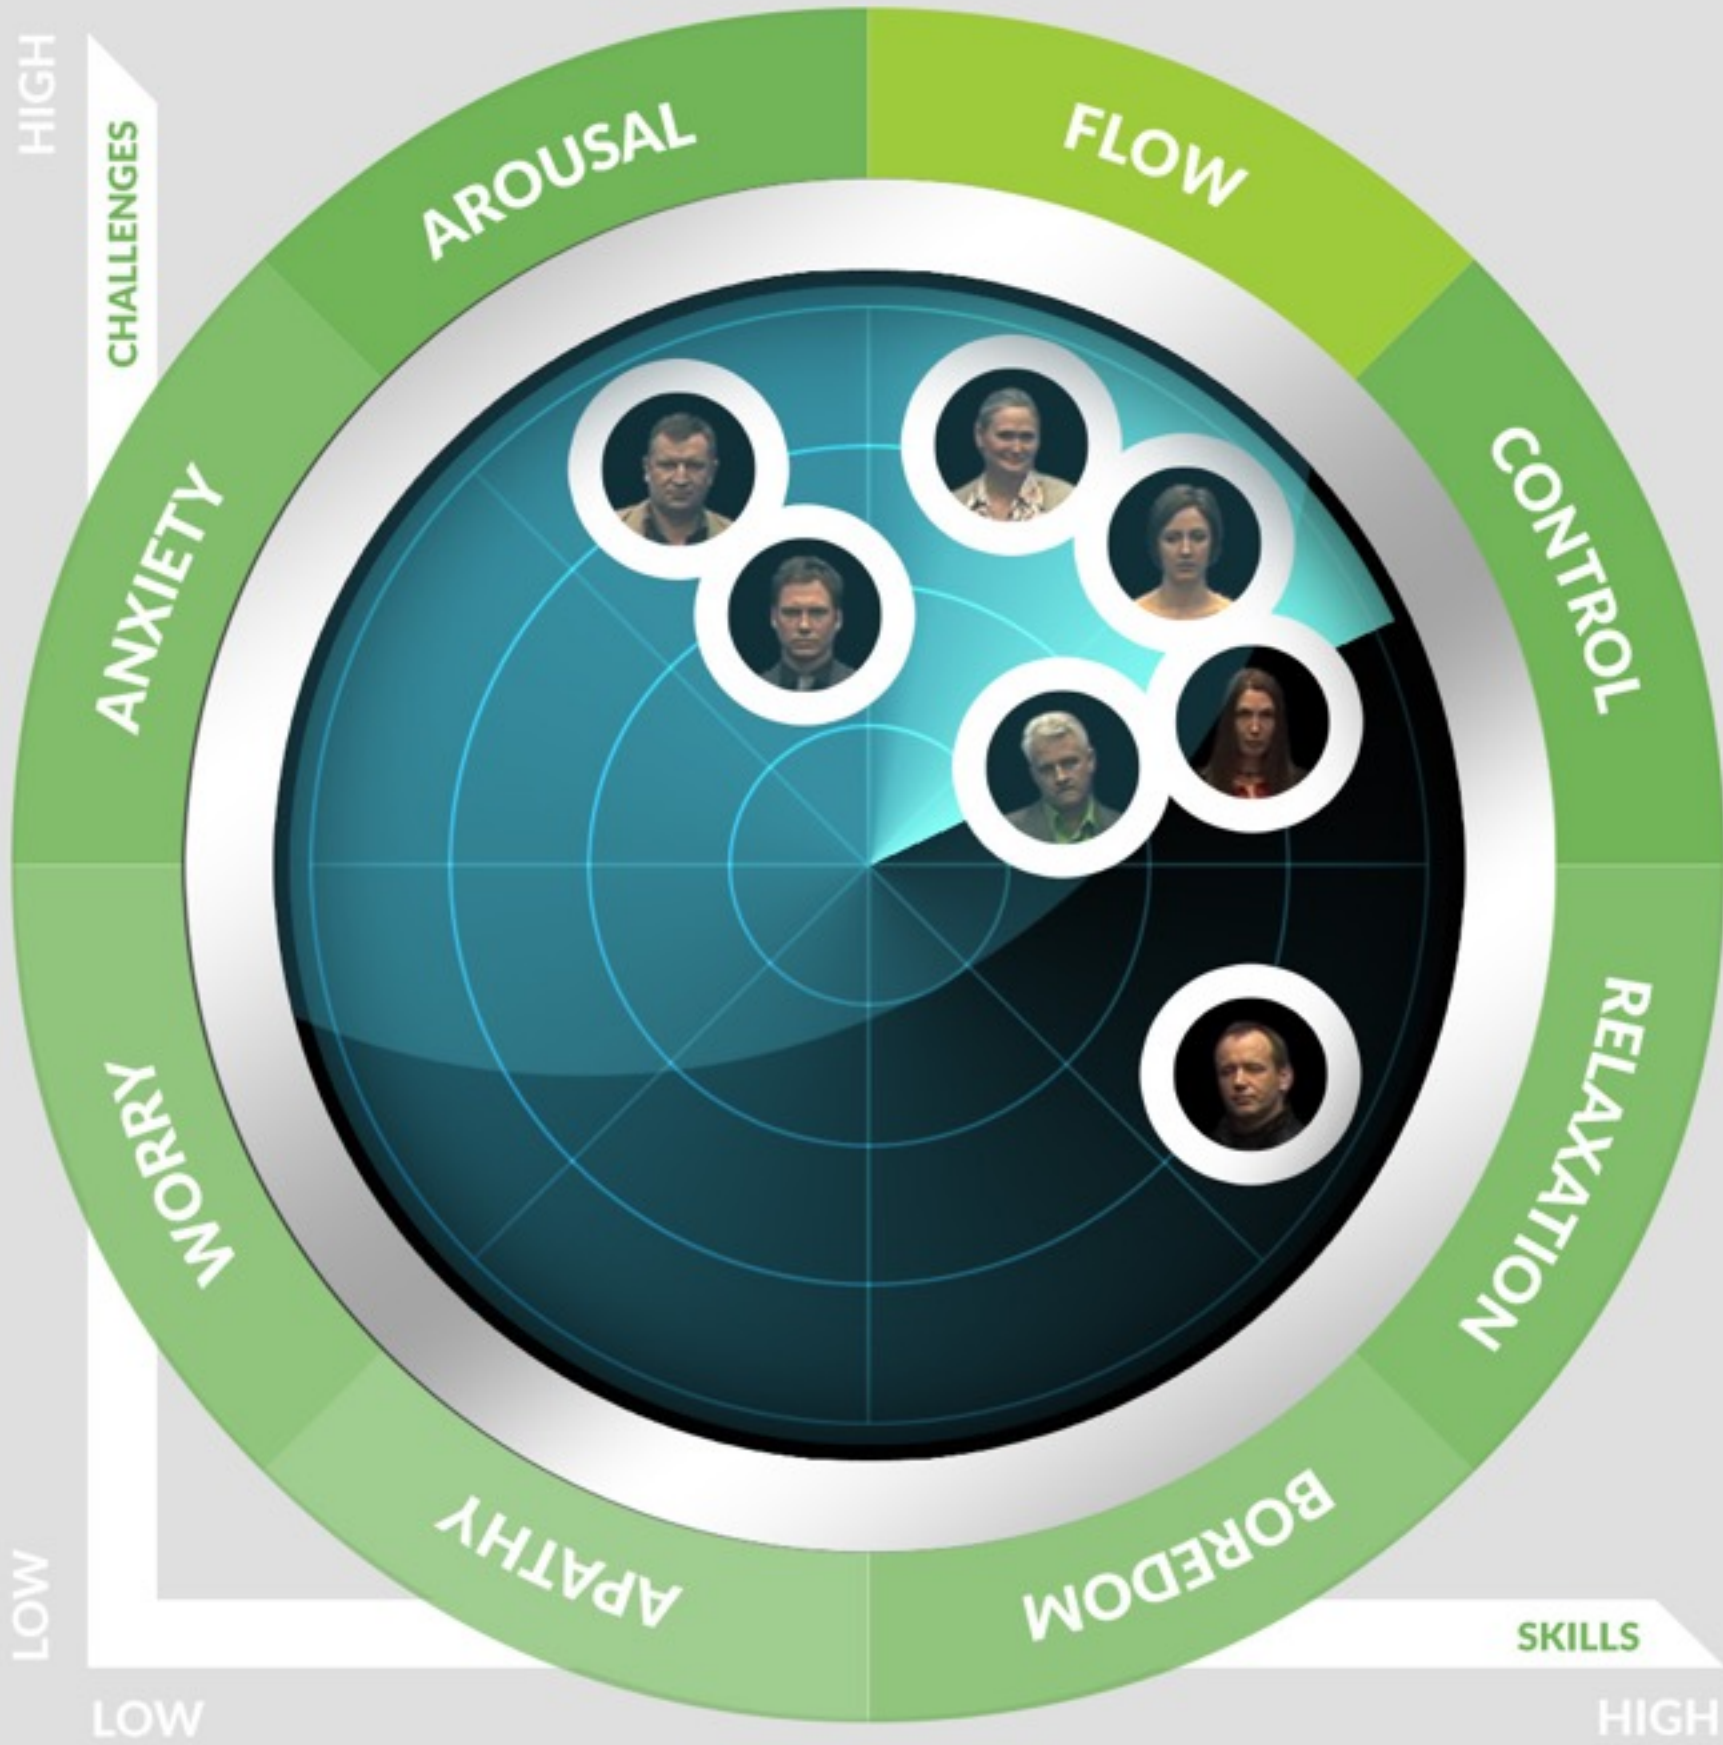 HIGH
CHALLENGES
AROUSAL
FLOW
ANXIETY
CONTROL
WORRY
RELAXATION
APATHY
BOREDOM
LOW
SKILLS
LOW
HIGH